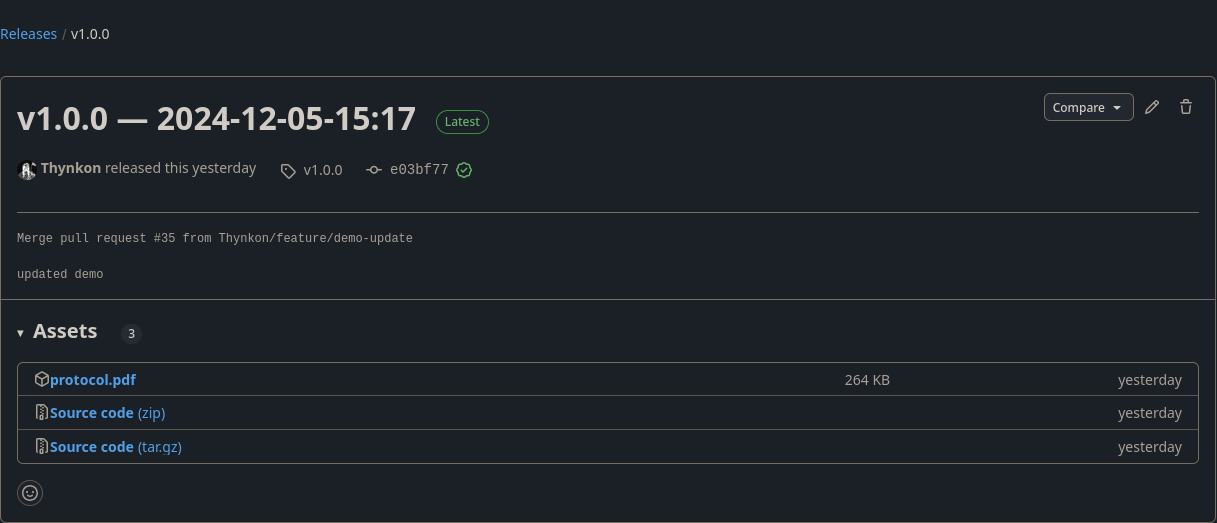 Releases / v1.0.0
v1.0.0 — 2024-12-05-15:17 Latest
Compare
Thynkon released this yesterday v1.0.0 e03bf77
Merge pull request #35 from Thynkon/feature/demo-update
updated demo
Assets 3
protocol.pdf 264 KB yesterday
Source code (zip) yesterday
Source code (tar.gz) yesterday